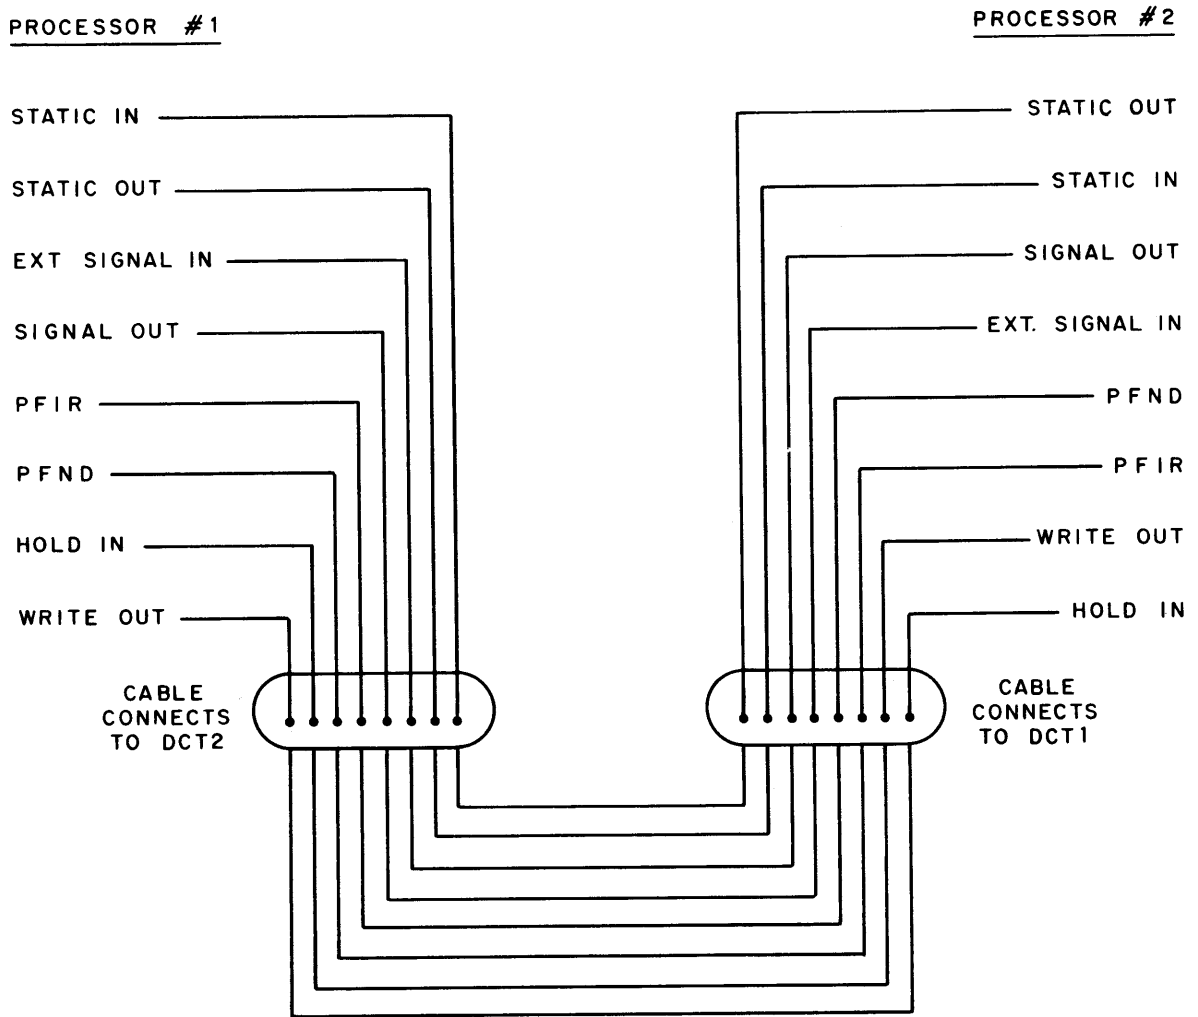 PROCESSOR #1
PROCESSOR #2
STATIC IN
STATIC OUT
STATIC OUT
STATIC IN
EXT SIGNAL IN
SIGNAL OUT
SIGNAL OUT
EXT. SIGNAL IN
PFIR
PFND
PFND
PFIR
HOLD IN
WRITE OUT
WRITE OUT
HOLD IN
CABLE
CONNECTS
TO DCT2
CABLE
CONNECTS
TO DCT1